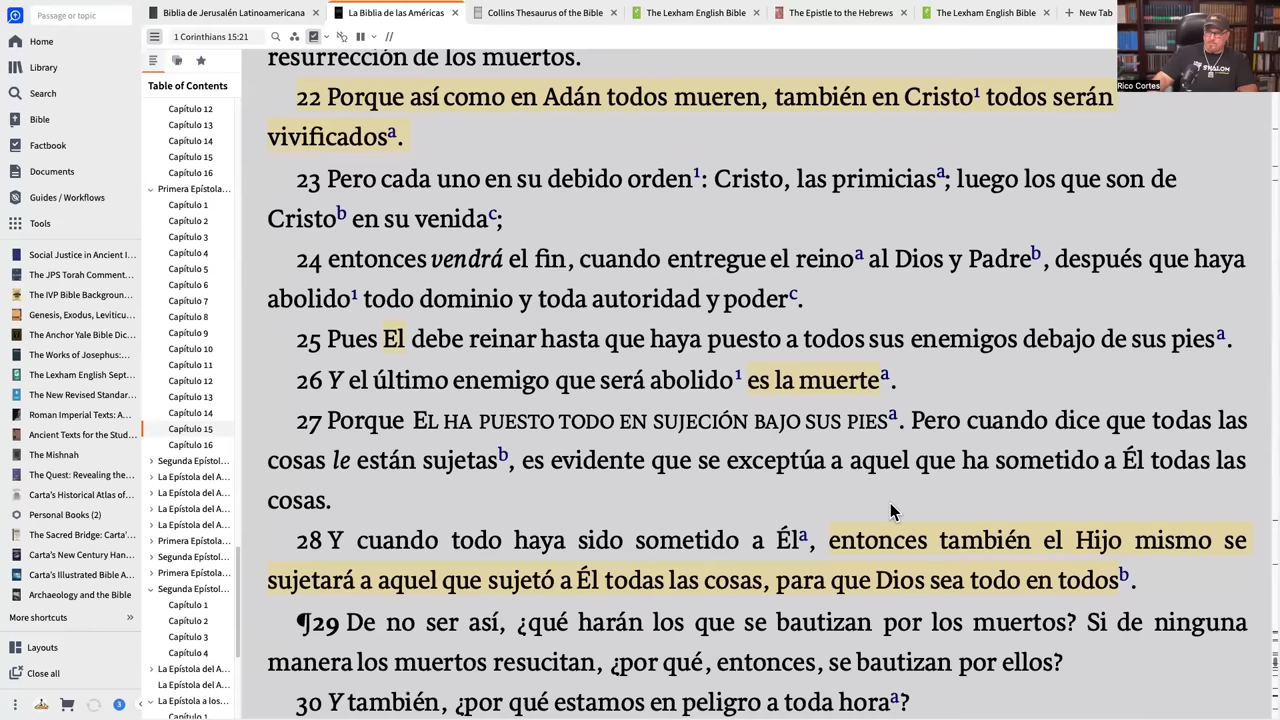 Passage or topic
Home
Library
Search
Bible
Factbook
Documents
Guides / Workflows
Tools
Social Justice in Ancient I…
The JPS Torah Comment…
The IVP Bible Backgroun…
Genesis, Exodus, Leviticu…
The Anchor Yale Bible Dic…
The Works of Josephus:…
The Lexham English Sept…
The New Revised Standar…
Roman Imperial Texts: A…
Ancient Texts for the Stud…
The Mishnah
The Quest: Revealing the…
Carta's Historical Atlas of…
Personal Books (2)
The Sacred Bridge: Carta'…
Carta's New Century Han…
Carta's Illustrated Bible A…
Archaeology and the Bible
More shortcuts
Layouts
Close all
3
Biblia de Jerusalén Latinoamericana
La Biblia de las Américas
Collins Thesaurus of the Bible
The Lexham English Bible
The Epistle to the Hebrews
The Lexham English Bible
+ New Tab
1 Corinthians 15:21
Table of Contents
Capítulo 12
Capítulo 13
Capítulo 14
Capítulo 15
Capítulo 16
Primera Epístola…
Capítulo 1
Capítulo 2
Capítulo 3
Capítulo 4
Capítulo 5
Capítulo 6
Capítulo 7
Capítulo 8
Capítulo 9
Capítulo 10
Capítulo 11
Capítulo 12
Capítulo 13
Capítulo 14
Capítulo 15
Capítulo 16
Segunda Epístol…
La Epístola del A…
La Epístola del A…
La Epístola del A…
La Epístola del A…
Primera Epístol…
Segunda Epístol…
Primera Epístol…
Segunda Epístol…
Capítulo 1
Capítulo 2
Capítulo 3
Capítulo 4
La Epístola del A…
La Epístola del A…
La Epístola a los…
Capítulo 1
resurrección de los muertos.
22 Porque así como en Adán todos mueren, también en Cristo¹ todos serán
vivificadosᵃ.
23 Pero cada uno en su debido orden¹: Cristo, las primiciasᵃ; luego los que son de
Cristoᵇ en su venidaᶜ;
24 entonces vendrá el fin, cuando entregue el reinoᵃ al Dios y Padreᵇ, después que haya
abolido¹ todo dominio y toda autoridad y poderᶜ.
25 Pues El debe reinar hasta que haya puesto a todos sus enemigos debajo de sus piesᵃ.
26 Y el último enemigo que será abolido¹ es la muerteᵃ.
27 Porque EL HA PUESTO TODO EN SUJECIÓN BAJO SUS PIESᵃ. Pero cuando dice que todas las
cosas le están sujetasᵇ, es evidente que se exceptúa a aquel que ha sometido a Él todas las
cosas.
28 Y cuando todo haya sido sometido a Élᵃ, entonces también el Hijo mismo se
sujetará a aquel que sujetó a Él todas las cosas, para que Dios sea todo en todosᵇ.
¶29 De no ser así, ¿qué harán los que se bautizan por los muertos? Si de ninguna
manera los muertos resucitan, ¿por qué, entonces, se bautizan por ellos?
30 Y también, ¿por qué estamos en peligro a toda horaᵃ?
SHALOM
Rico Cortes